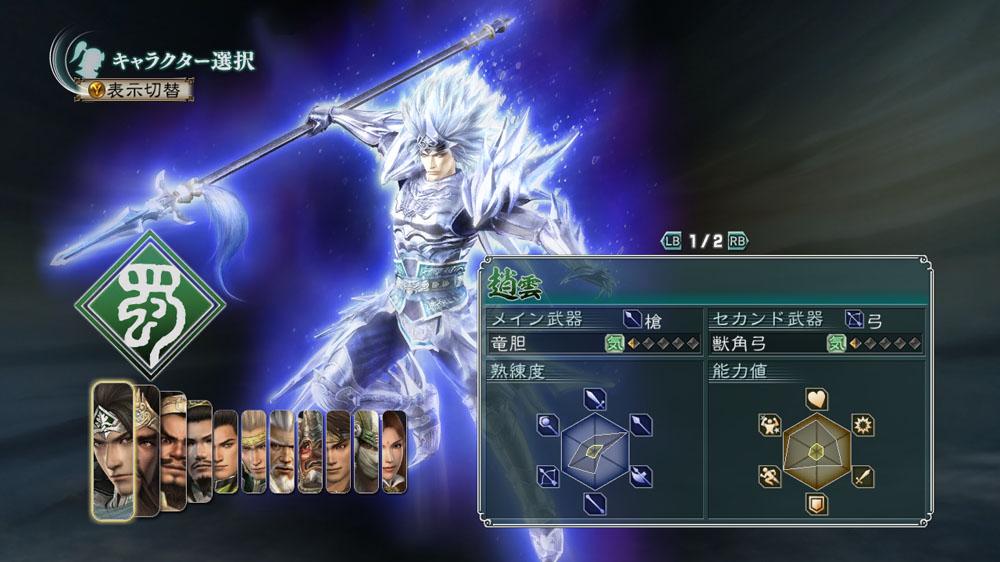 キャラクター選択
Y表示切替
蜀
LB 1/2 RB
趙雲
メイン武器 槍
セカンド武器 弓
竜胆 気
獣角弓 気
熟練度
能力値